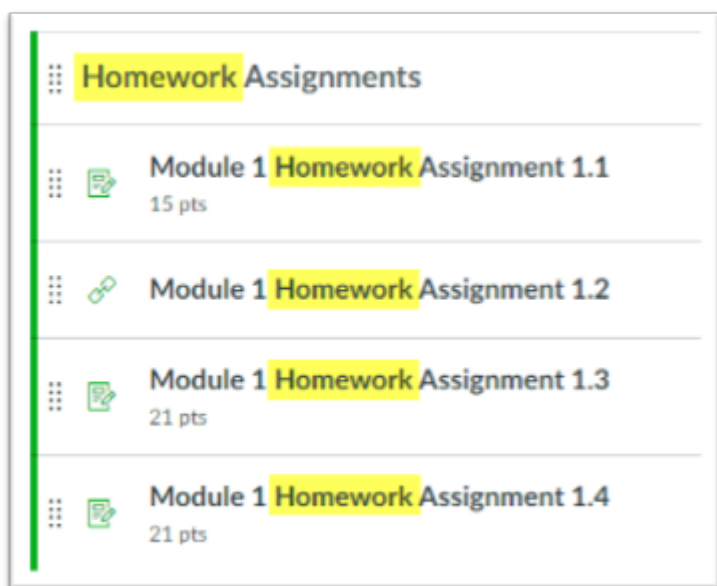 Homework Assignments
Module 1 Homework Assignment 1.1
15 pts
Module 1 Homework Assignment 1.2
Module 1 Homework Assignment 1.3
21 pts
Module 1 Homework Assignment 1.4
21 pts